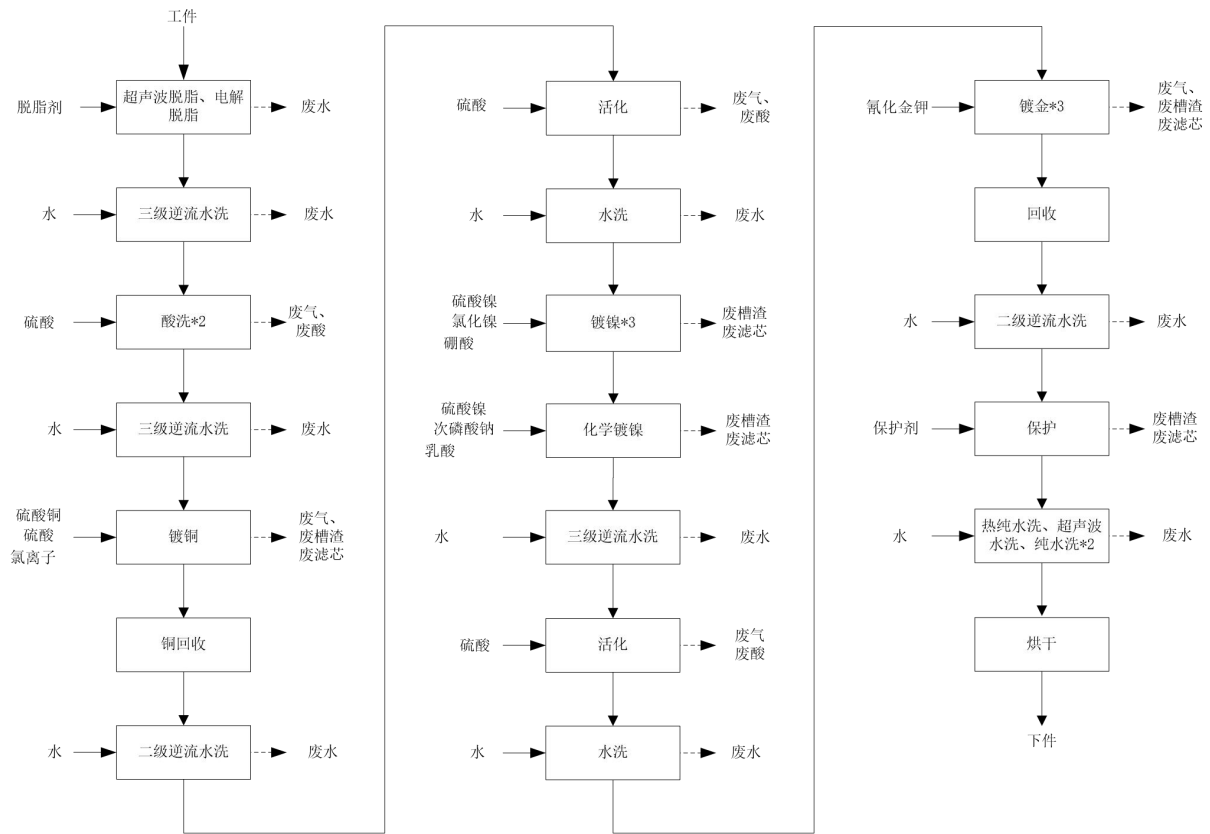 工件
脱脂剂
超声波脱脂、电解
脱脂
废水
水
三级逆流水洗
废水
硫酸
酸洗*2
废气、
废酸
水
三级逆流水洗
废水
硫酸铜
硫酸
氯离子
镀铜
废气、
废槽渣
废滤芯
铜回收
水
二级逆流水洗
废水
硫酸
活化
废气、
废酸
水
水洗
废水
硫酸镍
氯化镍
硼酸
镀镍*3
废槽渣
废滤芯
硫酸镍
次磷酸钠
乳酸
化学镀镍
废槽渣
废滤芯
水
三级逆流水洗
废水
硫酸
活化
废气
废酸
水
水洗
废水
氰化金钾
镀金*3
废气、
废槽渣
废滤芯
回收
水
二级逆流水洗
废水
保护剂
保护
废槽渣
废滤芯
水
热纯水洗、超声波
水洗、纯水洗*2
废水
烘干
下件